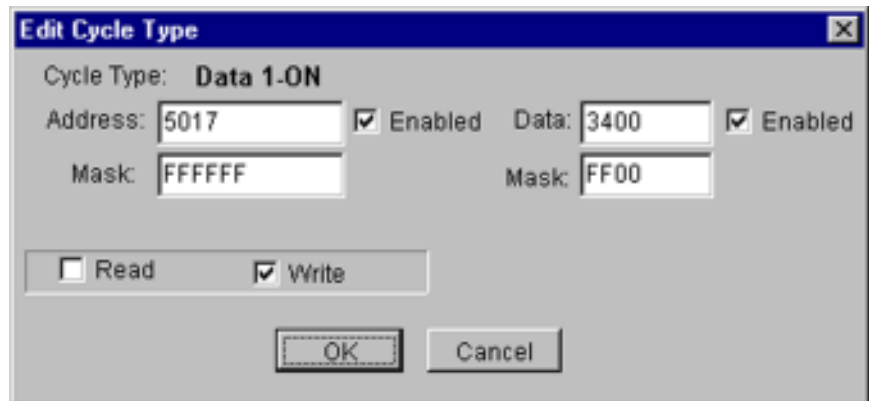 Edit Cycle Type
Cycle Type: Data 1-ON
Address: 5017 Enabled Data: 3400 Enabled
Mask: FFFFFF Mask: FF00
Read Write
OK Cancel